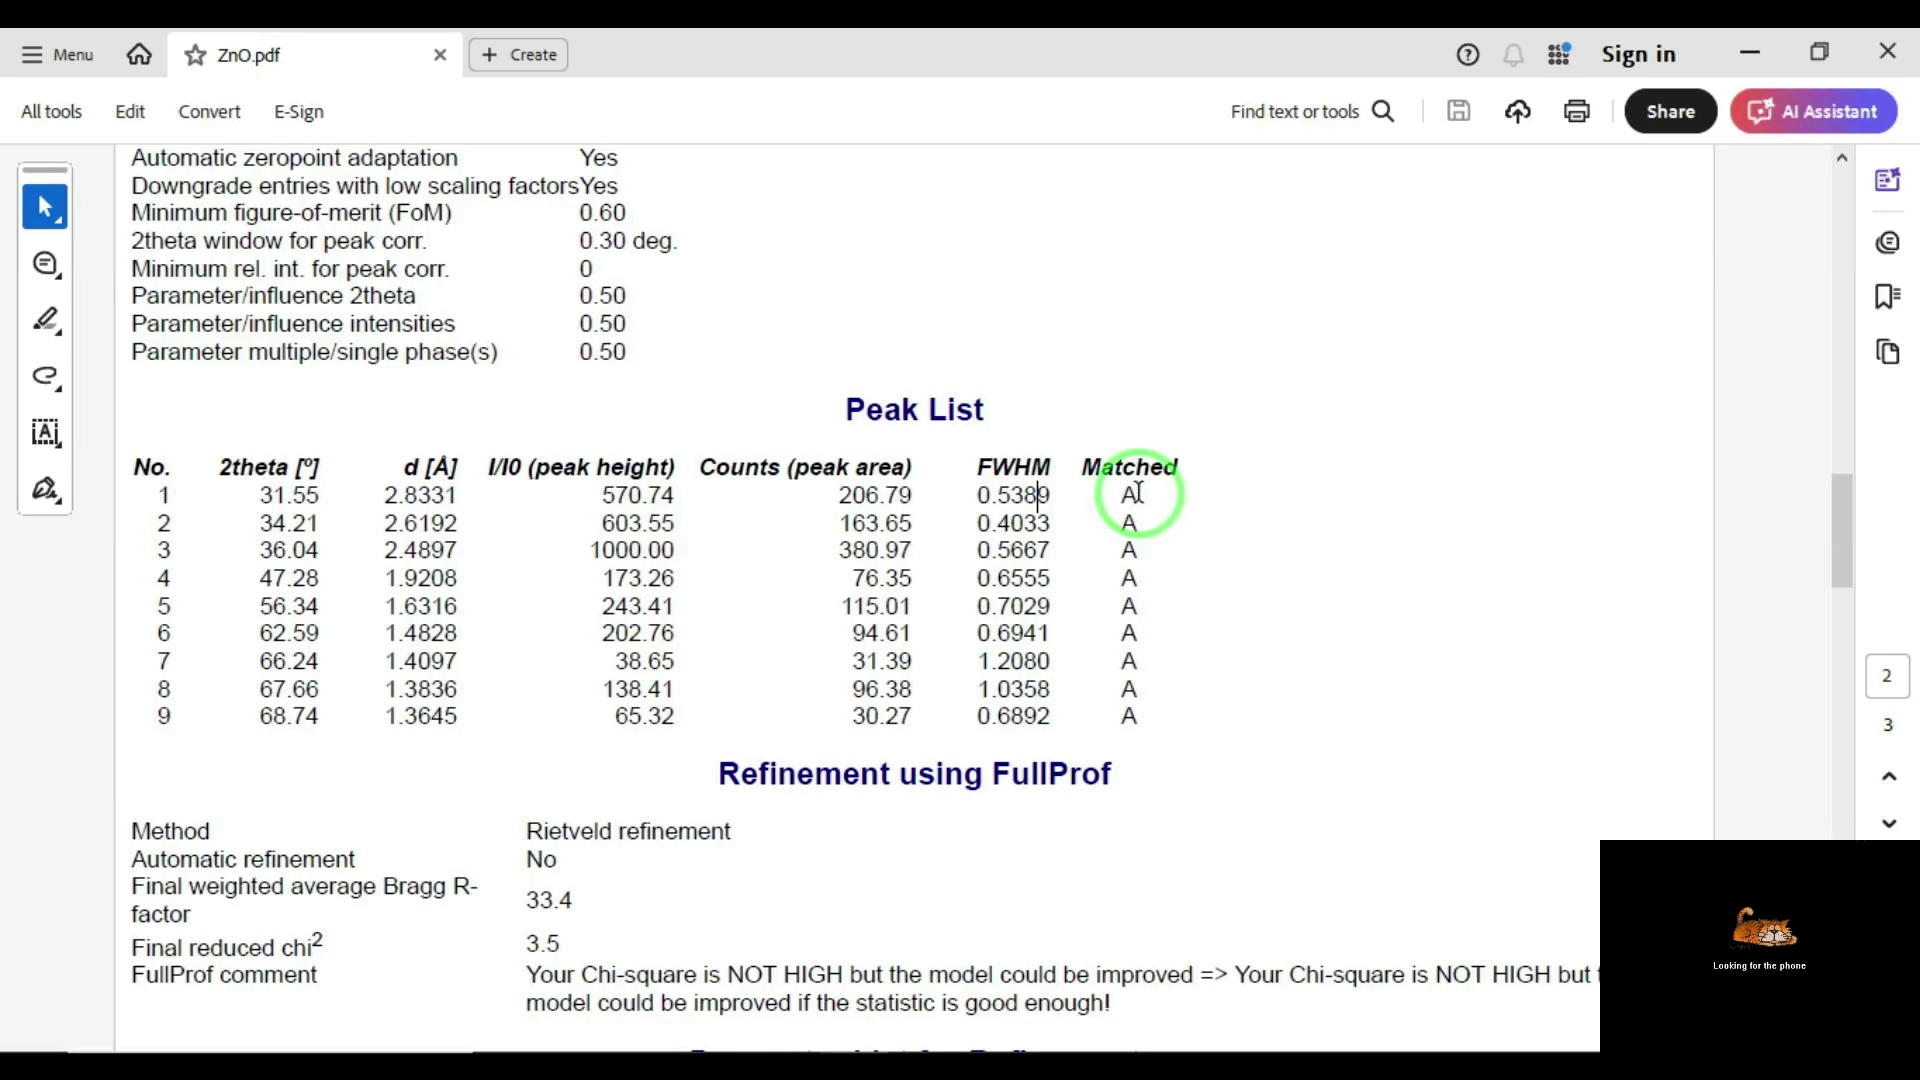 Menu
ZnO.pdf
Create
Sign in
All tools
Edit
Convert
E-Sign
Find text or tools
Share
AI Assistant
Automatic zeropoint adaptation Yes
Downgrade entries with low scaling factors Yes
Minimum figure-of-merit (FoM) 0.60
2theta window for peak corr. 0.30 deg.
Minimum rel. int. for peak corr. 0
Parameter/influence 2theta 0.50
Parameter/influence intensities 0.50
Parameter multiple/single phase(s) 0.50
Peak List
No. 2theta [º] d [Å] I/I0 (peak height) Counts (peak area) FWHM Matched
1 31.55 2.8331 570.74 206.79 0.5389 A
2 34.21 2.6192 603.55 163.65 0.4033 A
3 36.04 2.4897 1000.00 380.97 0.5667 A
4 47.28 1.9208 173.26 76.35 0.6555 A
5 56.34 1.6316 243.41 115.01 0.7029 A
6 62.59 1.4828 202.76 94.61 0.6941 A
7 66.24 1.4097 38.65 31.39 1.2080 A
8 67.66 1.3836 138.41 96.38 1.0358 A
9 68.74 1.3645 65.32 30.27 0.6892 A
2
3
Refinement using FullProf
Method Rietveld refinement
Automatic refinement No
Final weighted average Bragg R-
factor 33.4
Final reduced chi2 3.5
FullProf comment Your Chi-square is NOT HIGH but the model could be improved => Your Chi-square is NOT HIGH but
model could be improved if the statistic is good enough!
Looking for the phone